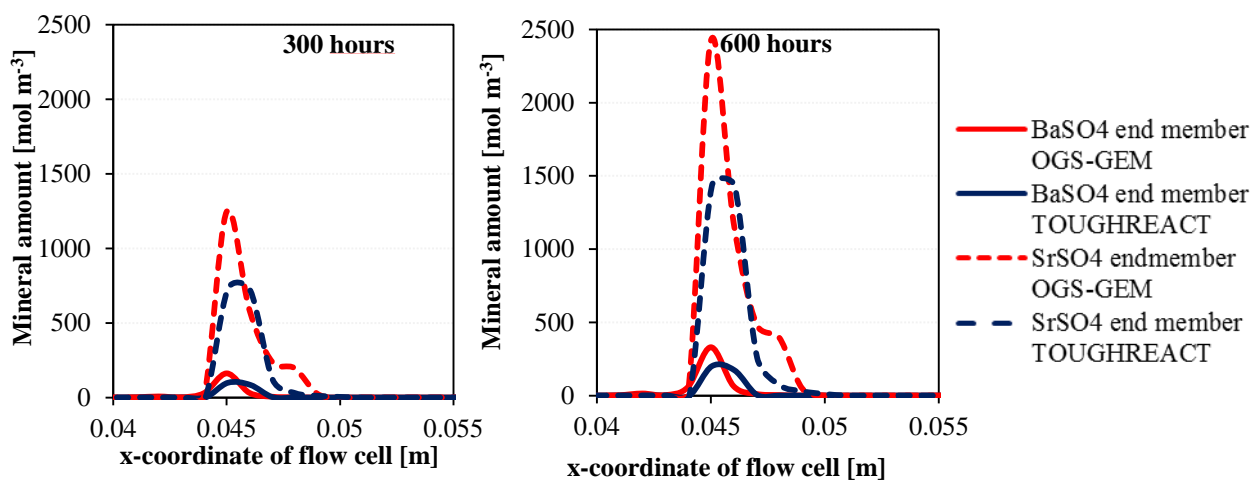 Mineral amount [mol m-3]
2500
2000
1500
1000
500
0
300 hours
0.04
0.045
0.05
0.055
x-coordinate of flow cell [m]
Mineral amount [mol m-3]
2500
2000
1500
1000
500
0
600 hours
0.04
0.045
0.05
0.055
x-coordinate of flow cell [m]
BaSO4 end member
OGS-GEM
BaSO4 end member
TOUGHREACT
SrSO4 endmember
OGS-GEM
SrSO4 end member
TOUGHREACT